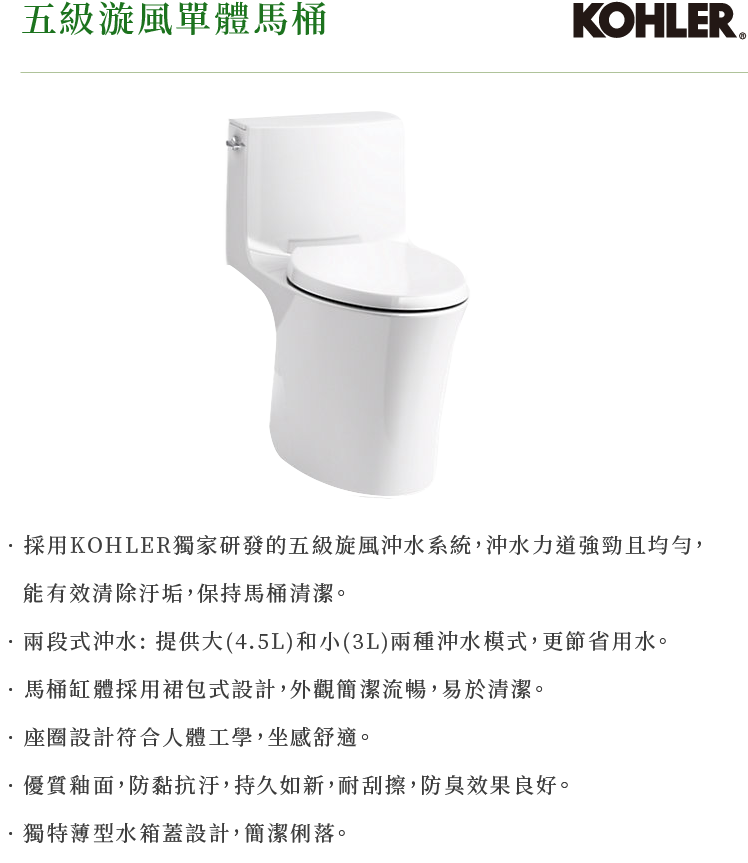 五級漩風單體馬桶
KOHLER®
· 採用KOHLER獨家研發的五級旋風沖水系統，沖水力道強勁且均勻，
能有效清除汙垢，保持馬桶清潔。
· 兩段式沖水: 提供大(4.5L)和小(3L)兩種沖水模式，更節省用水。
· 馬桶缸體採用裙包式設計，外觀簡潔流暢，易於清潔。
· 座圈設計符合人體工學，坐感舒適。
· 優質釉面，防黏抗汙，持久如新，耐刮擦，防臭效果良好。
· 獨特薄型水箱蓋設計，簡潔俐落。